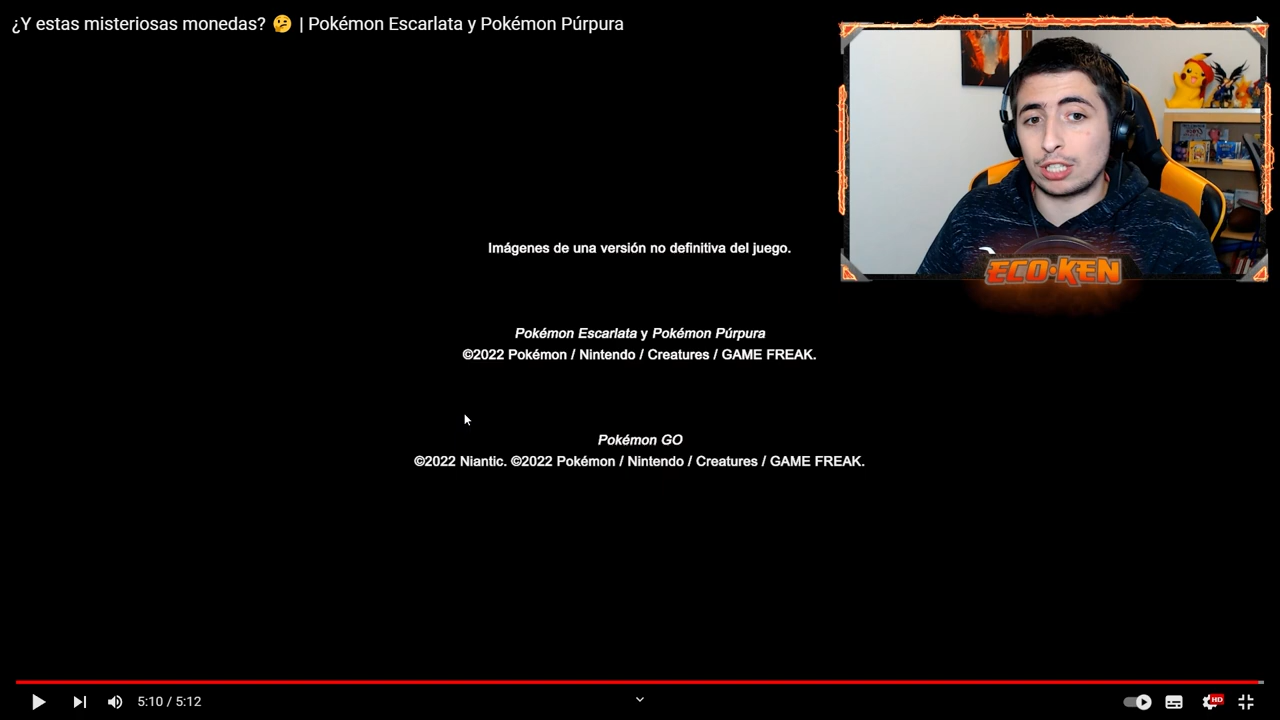 ¿Y estas misteriosas monedas? 🤔 | Pokémon Escarlata y Pokémon Púrpura
ECO·KEN
Imágenes de una versión no definitiva del juego.
Pokémon Escarlata y Pokémon Púrpura
©2022 Pokémon / Nintendo / Creatures / GAME FREAK.
Pokémon GO
©2022 Niantic. ©2022 Pokémon / Nintendo / Creatures / GAME FREAK.
5:10 / 5:12
HD